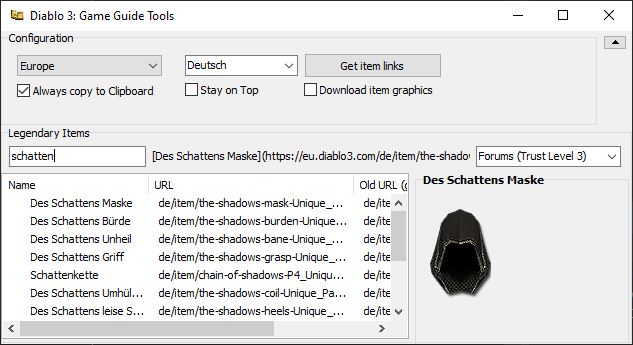 Diablo 3: Game Guide Tools
Configuration
Europe Deutsch Get item links
Always copy to Clipboard Stay on Top Download item graphics
Legendary Items
schatten [Des Schattens Maske](https://eu.diablo3.com/de/item/the-shadow Forums (Trust Level 3)
Name URL Old URL (g Des Schattens Maske
Des Schattens Maske de/item/the-shadows-mask-Unique_... de/ite
Des Schattens Bürde de/item/the-shadows-burden-Unique... de/ite
Des Schattens Unheil de/item/the-shadows-bane-Unique_... de/ite
Des Schattens Griff de/item/the-shadows-grasp-Unique_... de/ite
Schattenkette de/item/chain-of-shadows-P4_Uniqu... de/ite
Des Schattens Umhül... de/item/the-shadows-coil-Unique_Pa... de/ite
Des Schattens leise S... de/item/the-shadows-heels-Unique_... de/ite